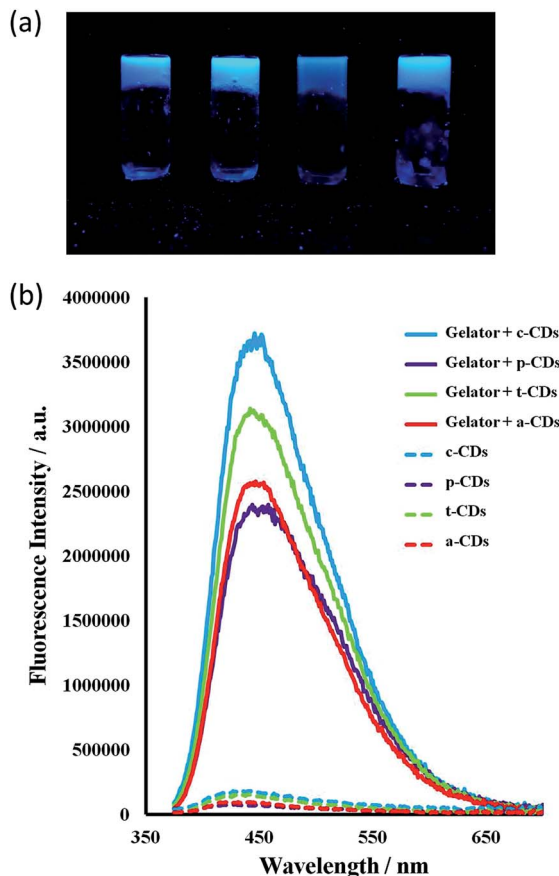 (a)
(b)
4000000
3500000
3000000
2500000
2000000
1500000
1000000
500000
0
Fluorescence Intensity / a.u.
Gelator + c-CDs
Gelator + p-CDs
Gelator + t-CDs
Gelator + a-CDs
c-CDs
p-CDs
t-CDs
a-CDs
350 450 550 650
Wavelength / nm